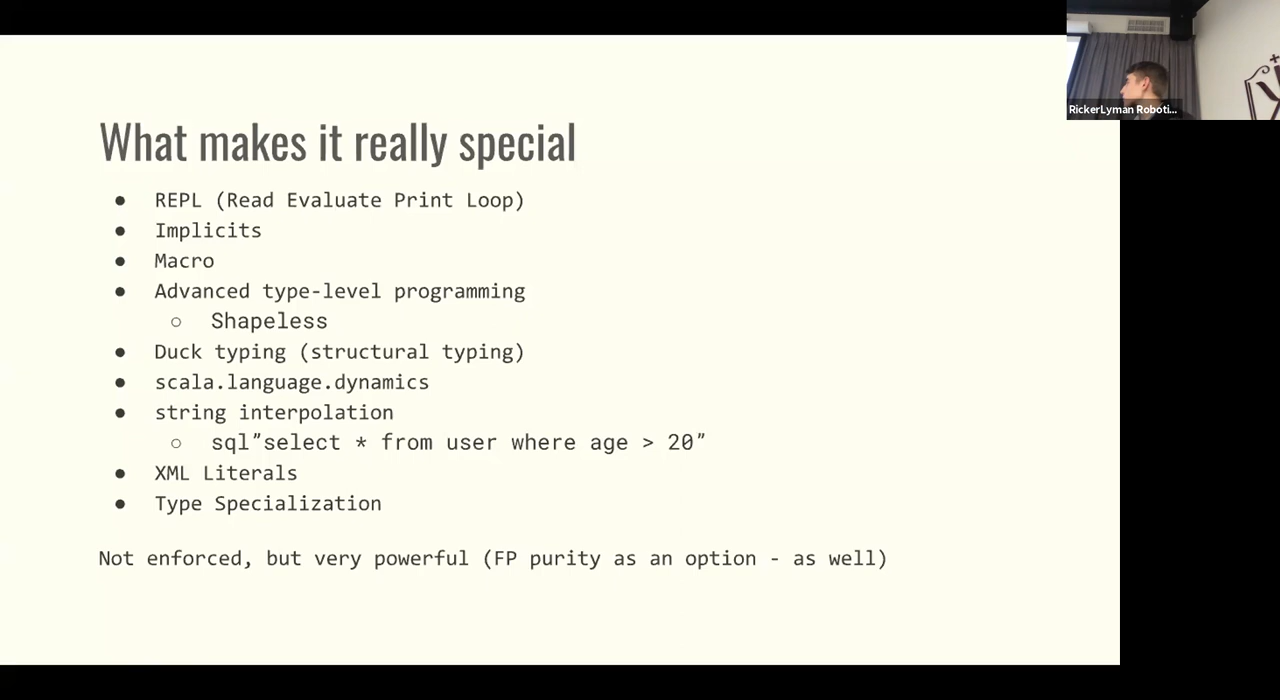 What makes it really special
● REPL (Read Evaluate Print Loop)
● Implicits
● Macro
● Advanced type-level programming
○ Shapeless
● Duck typing (structural typing)
● scala.language.dynamics
● string interpolation
○ sql”select * from user where age > 20”
● XML Literals
● Type Specialization
Not enforced, but very powerful (FP purity as an option - as well)
RickerLyman Roboti...